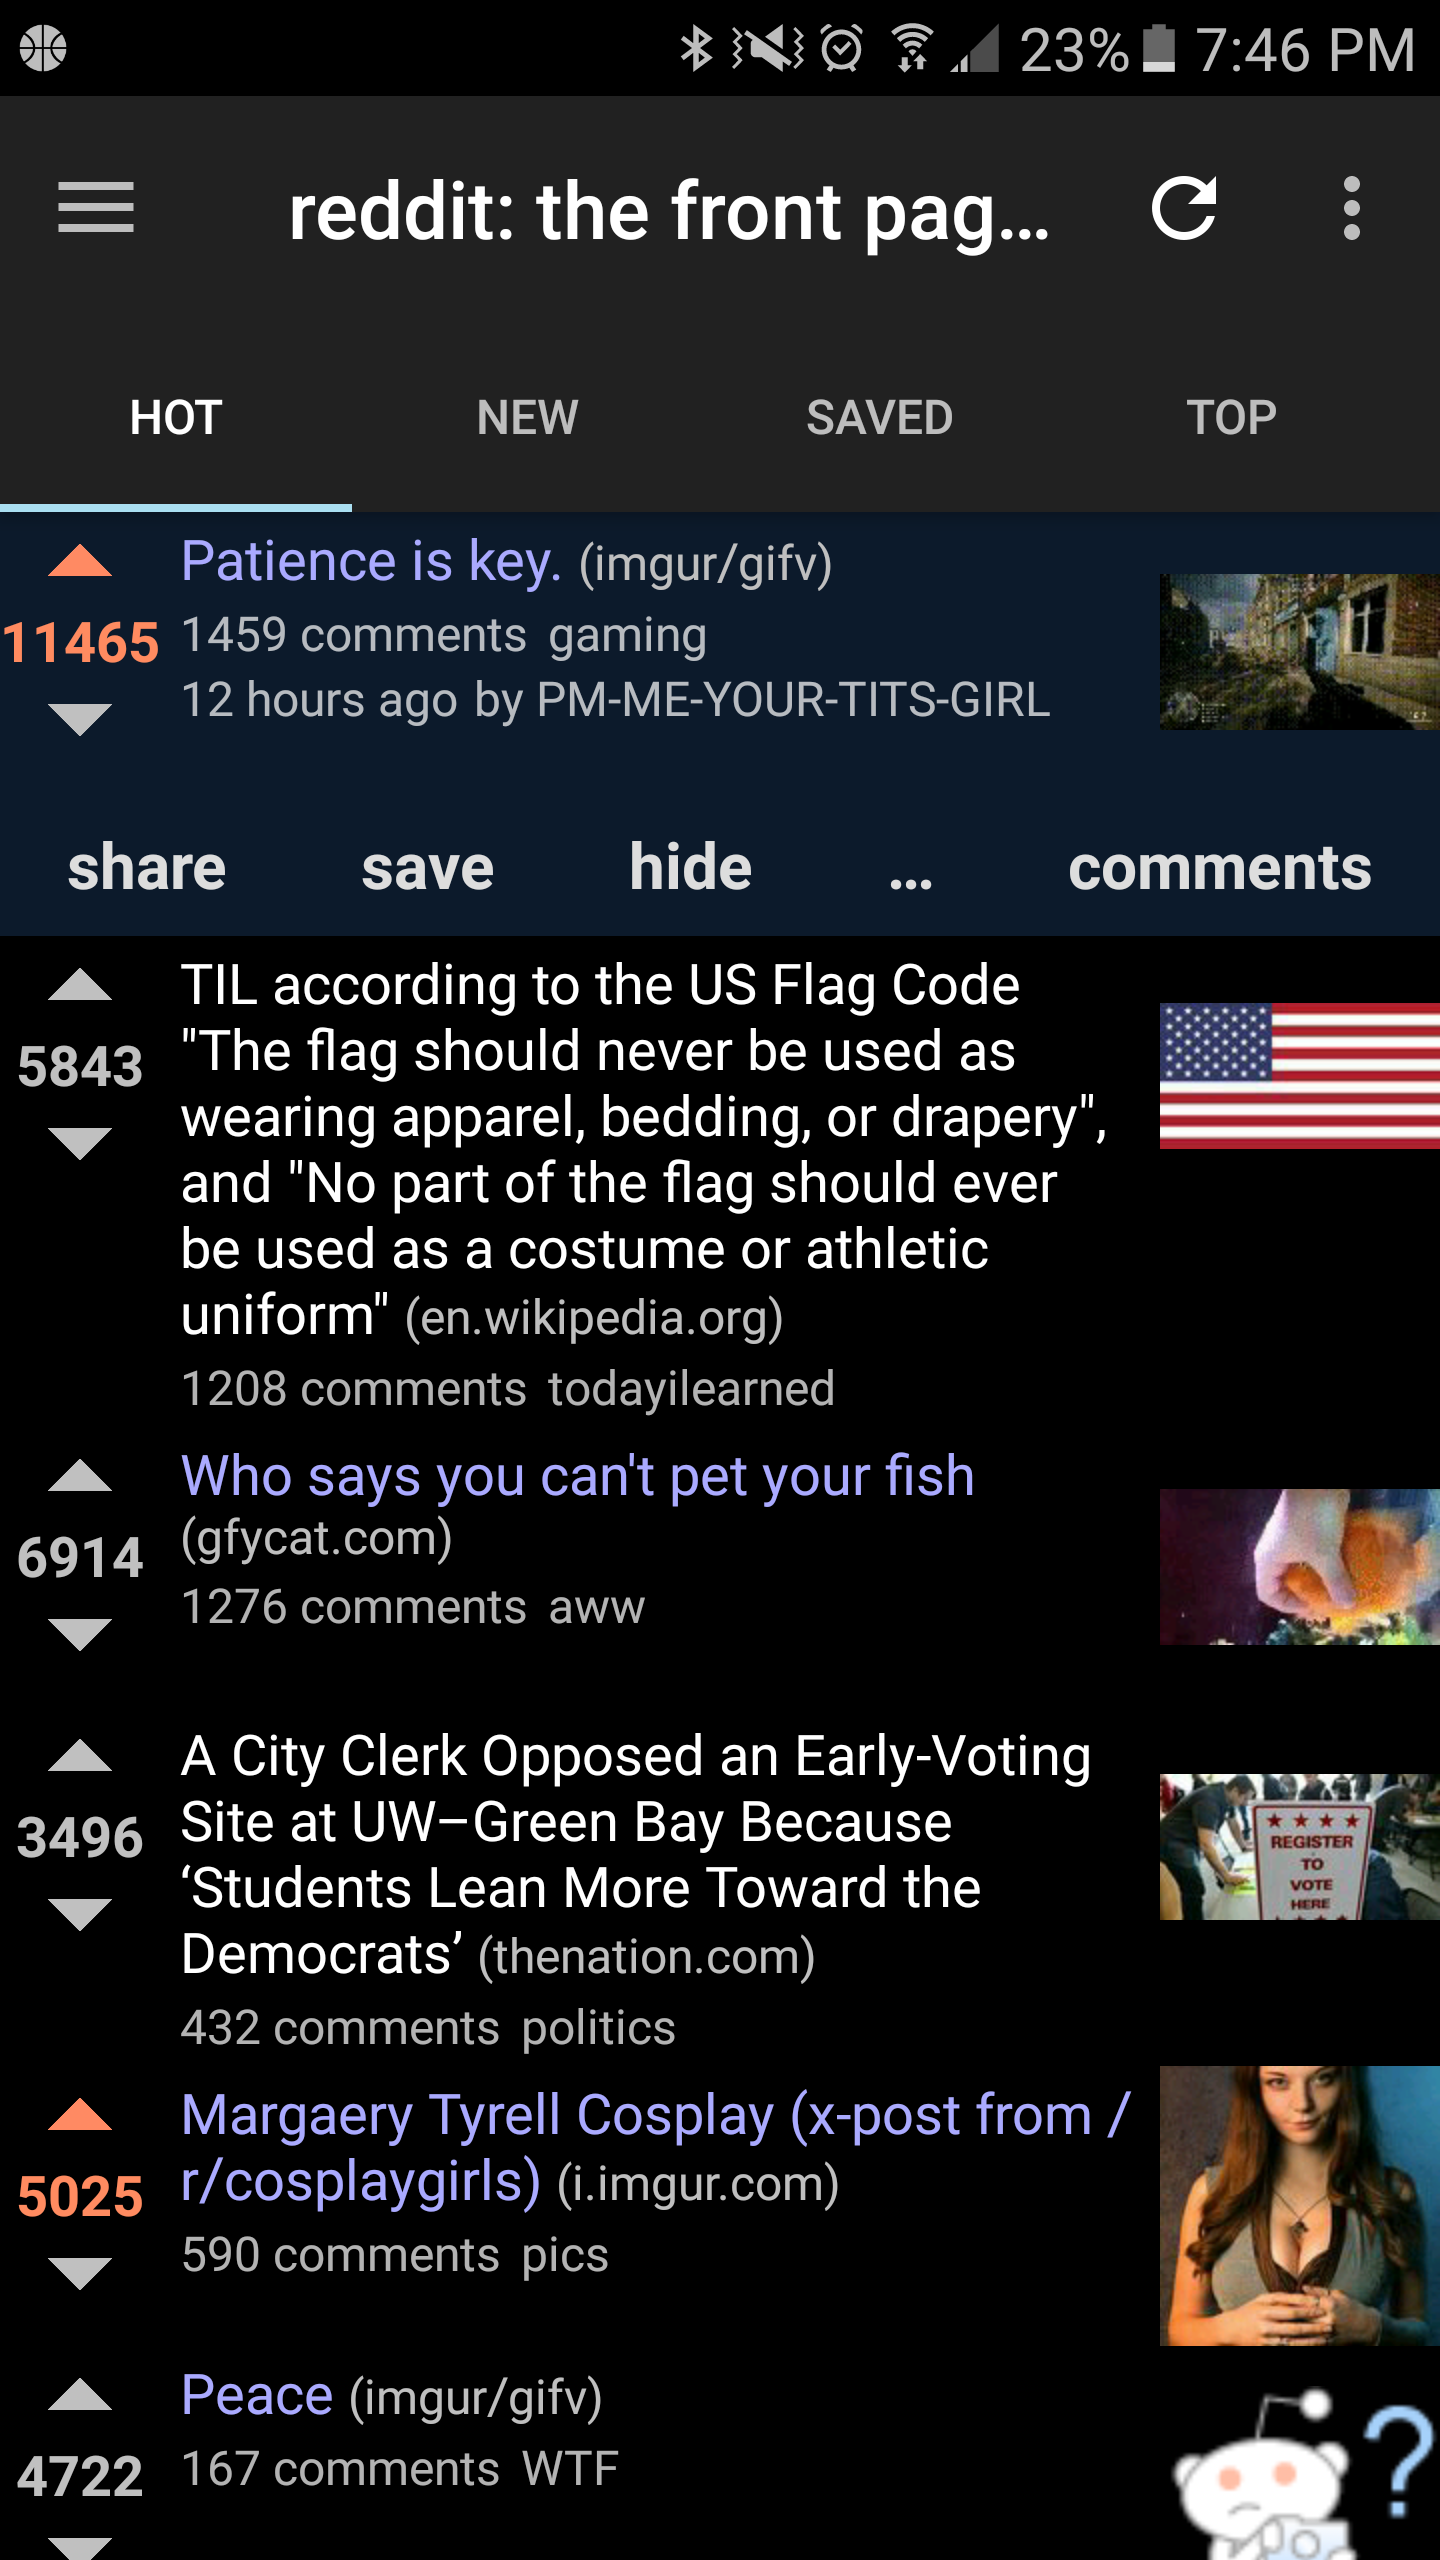 23% 7:46 PM
reddit: the front pag...
HOT NEW SAVED TOP
Patience is key. (imgur/gifv)
11465
1459 comments gaming
12 hours ago by PM-ME-YOUR-TITS-GIRL
share save hide ... comments
TIL according to the US Flag Code
"The flag should never be used as
5843
wearing apparel, bedding, or drapery",
and "No part of the flag should ever
be used as a costume or athletic
uniform" (en.wikipedia.org)
1208 comments todayilearned
Who says you can't pet your fish
(gfycat.com)
6914
1276 comments aww
A City Clerk Opposed an Early-Voting
Site at UW–Green Bay Because
3496
‘Students Lean More Toward the
Democrats’ (thenation.com)
432 comments politics
REGISTER
TO
VOTE
HERE
Margaery Tyrell Cosplay (x-post from /
r/cosplaygirls) (i.imgur.com)
5025
590 comments pics
Peace (imgur/gifv)
4722
167 comments WTF
?